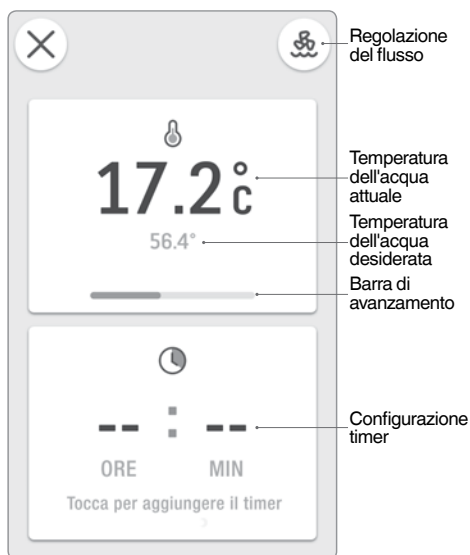 Regolazione
del flusso
17.2°C
Temperatura
dell'acqua
attuale
56.4°
Temperatura
dell'acqua
desiderata
Barra di
avanzamento
-- : --
Configurazione
timer
ORE MIN
Tocca per aggiungere il timer